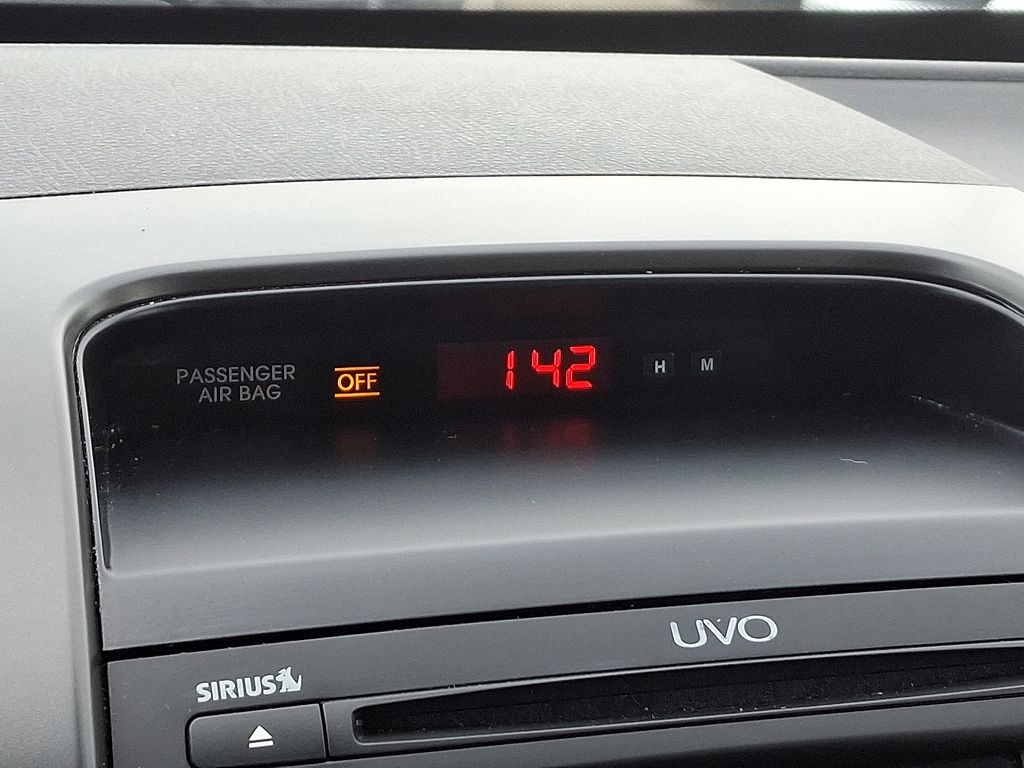 PASSENGER
AIR BAG
OFF
142
H
M
UVO
SIRIUS